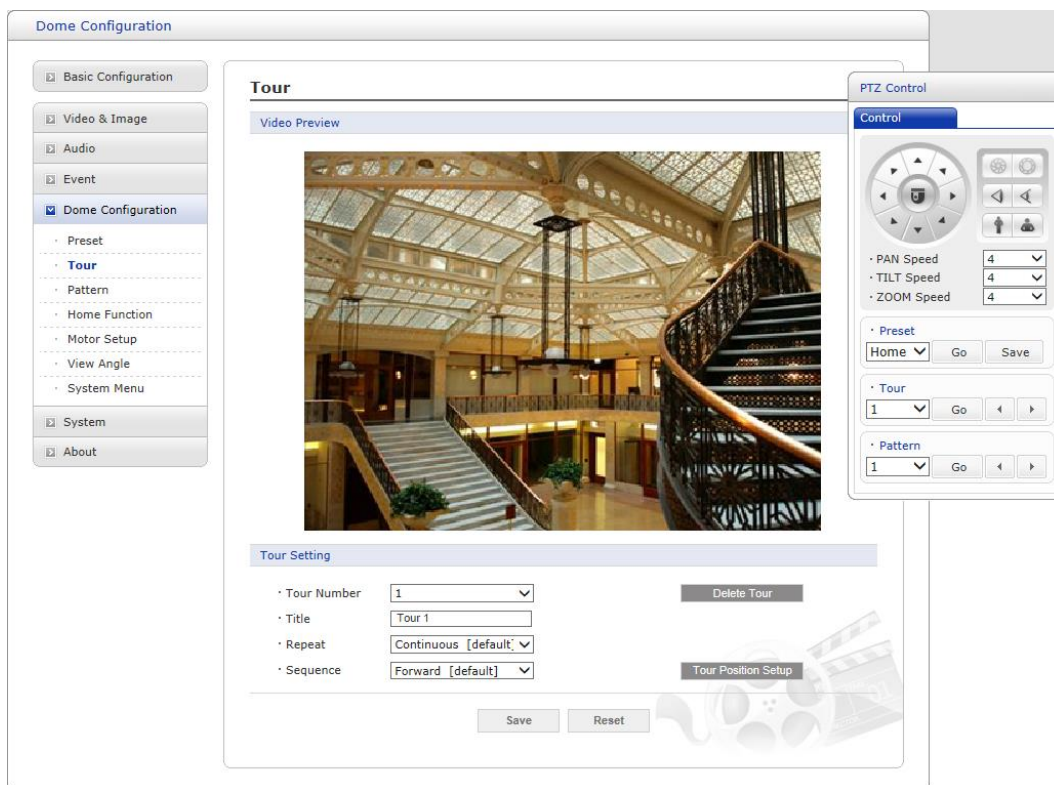 Dome Configuration
Basic Configuration
Video & Image
Audio
Event
Dome Configuration
Preset
Tour
Pattern
Home Function
Motor Setup
View Angle
System Menu
System
About
Tour
Video Preview
Tour Setting
· Tour Number 1 Delete Tour
· Title Tour 1
· Repeat Continuous [default]
· Sequence Forward [default] Tour Position Setup
Save Reset
PTZ Control
Control
· PAN Speed 4
· TILT Speed 4
· ZOOM Speed 4
· Preset
Home Go Save
· Tour
1 Go
· Pattern
1 Go